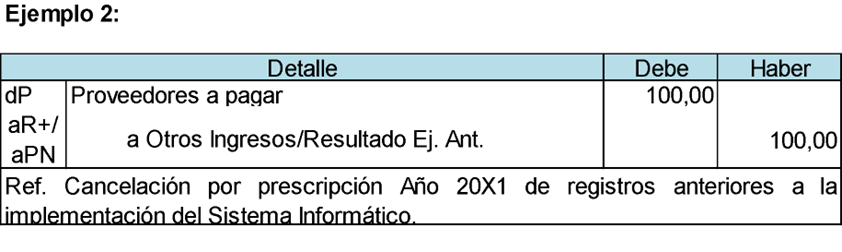 Ejemplo 2:
Detalle Debe Haber
dP Proveedores a pagar 100,00
aR+/
aPN a Otros Ingresos/Resultado Ej. Ant. 100,00
Ref. Cancelación por prescripción Año 20X1 de registros anteriores a la
implementación del Sistema Informático.